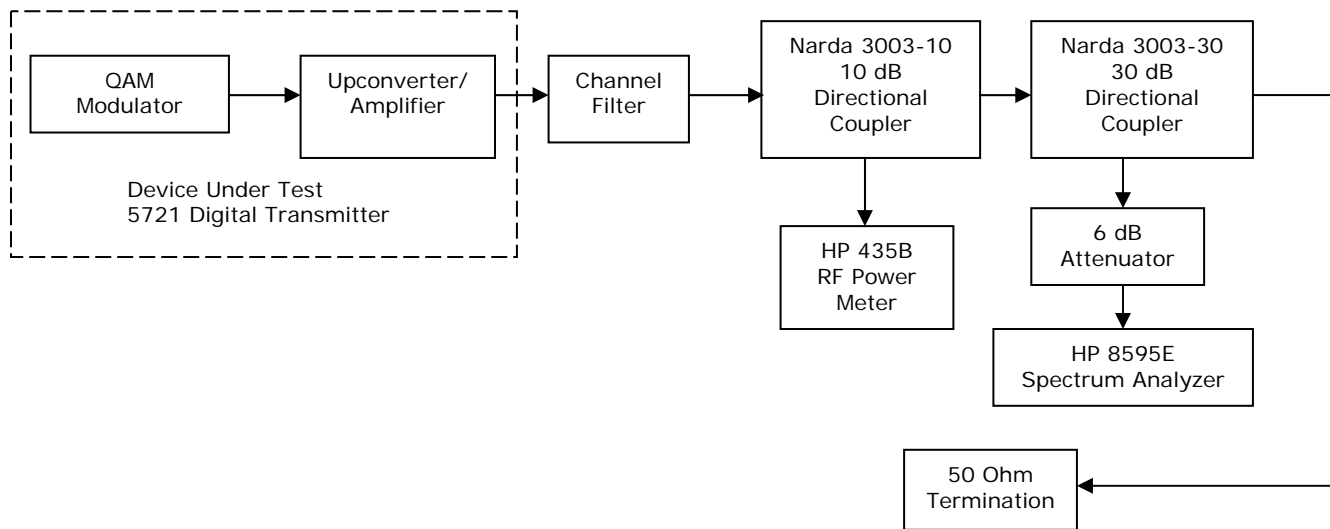 QAM
Modulator
Upconverter/
Amplifier
Device Under Test
5721 Digital Transmitter
Channel
Filter
Narda 3003-10
10 dB
Directional
Coupler
Narda 3003-30
30 dB
Directional
Coupler
HP 435B
RF Power
Meter
6 dB
Attenuator
HP 8595E
Spectrum Analyzer
50 Ohm
Termination